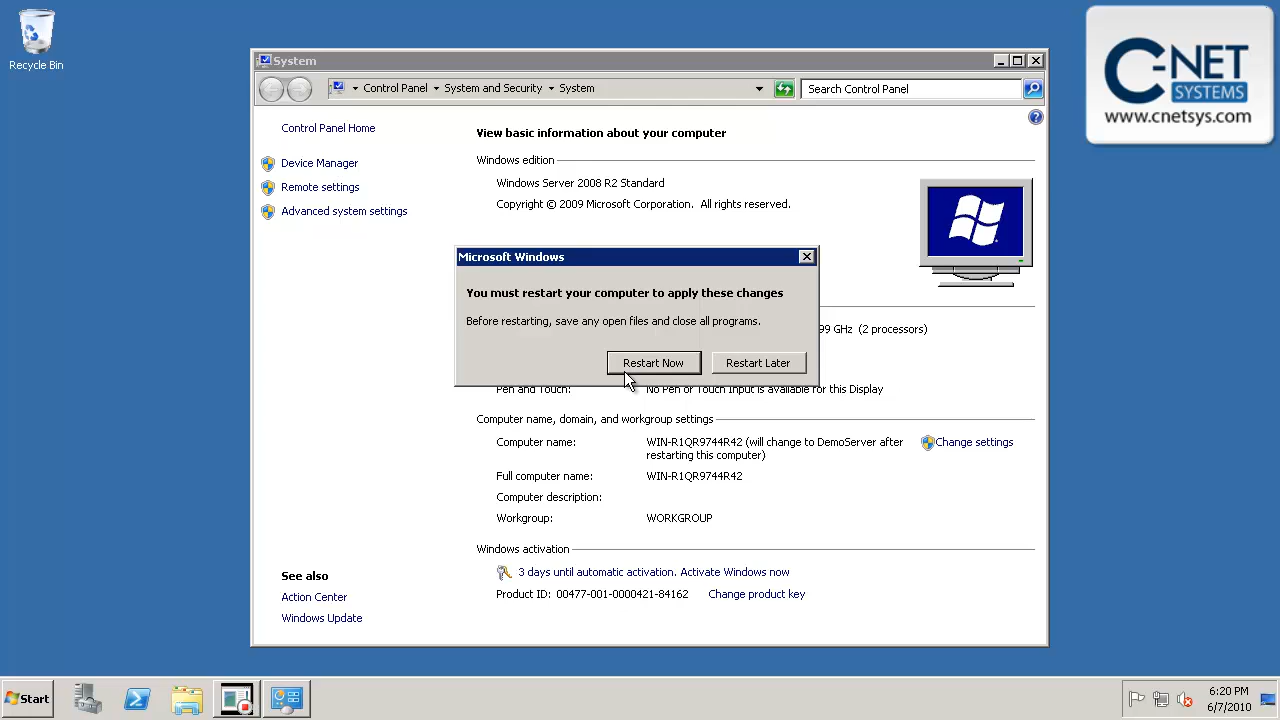 Recycle Bin
C-NET
SYSTEMS
www.cnetsys.com
System
Control Panel
System and Security
System
Search Control Panel
Control Panel Home
Device Manager
Remote settings
Advanced system settings
View basic information about your computer
Windows edition
Windows Server 2008 R2 Standard
Copyright © 2009 Microsoft Corporation. All rights reserved.
Microsoft Windows
You must restart your computer to apply these changes
Before restarting, save any open files and close all programs.
Restart Now
Restart Later
99 GHz (2 processors)
Pen and Touch: No Pen or Touch Input is available for this Display
Computer name, domain, and workgroup settings
Computer name: WIN-R1QR9744R42 (will change to DemoServer after
restarting this computer)
Change settings
Full computer name: WIN-R1QR9744R42
Computer description:
Workgroup: WORKGROUP
Windows activation
3 days until automatic activation. Activate Windows now
Product ID: 00477-001-0000421-84162 Change product key
See also
Action Center
Windows Update
Start
6:20 PM
6/7/2010